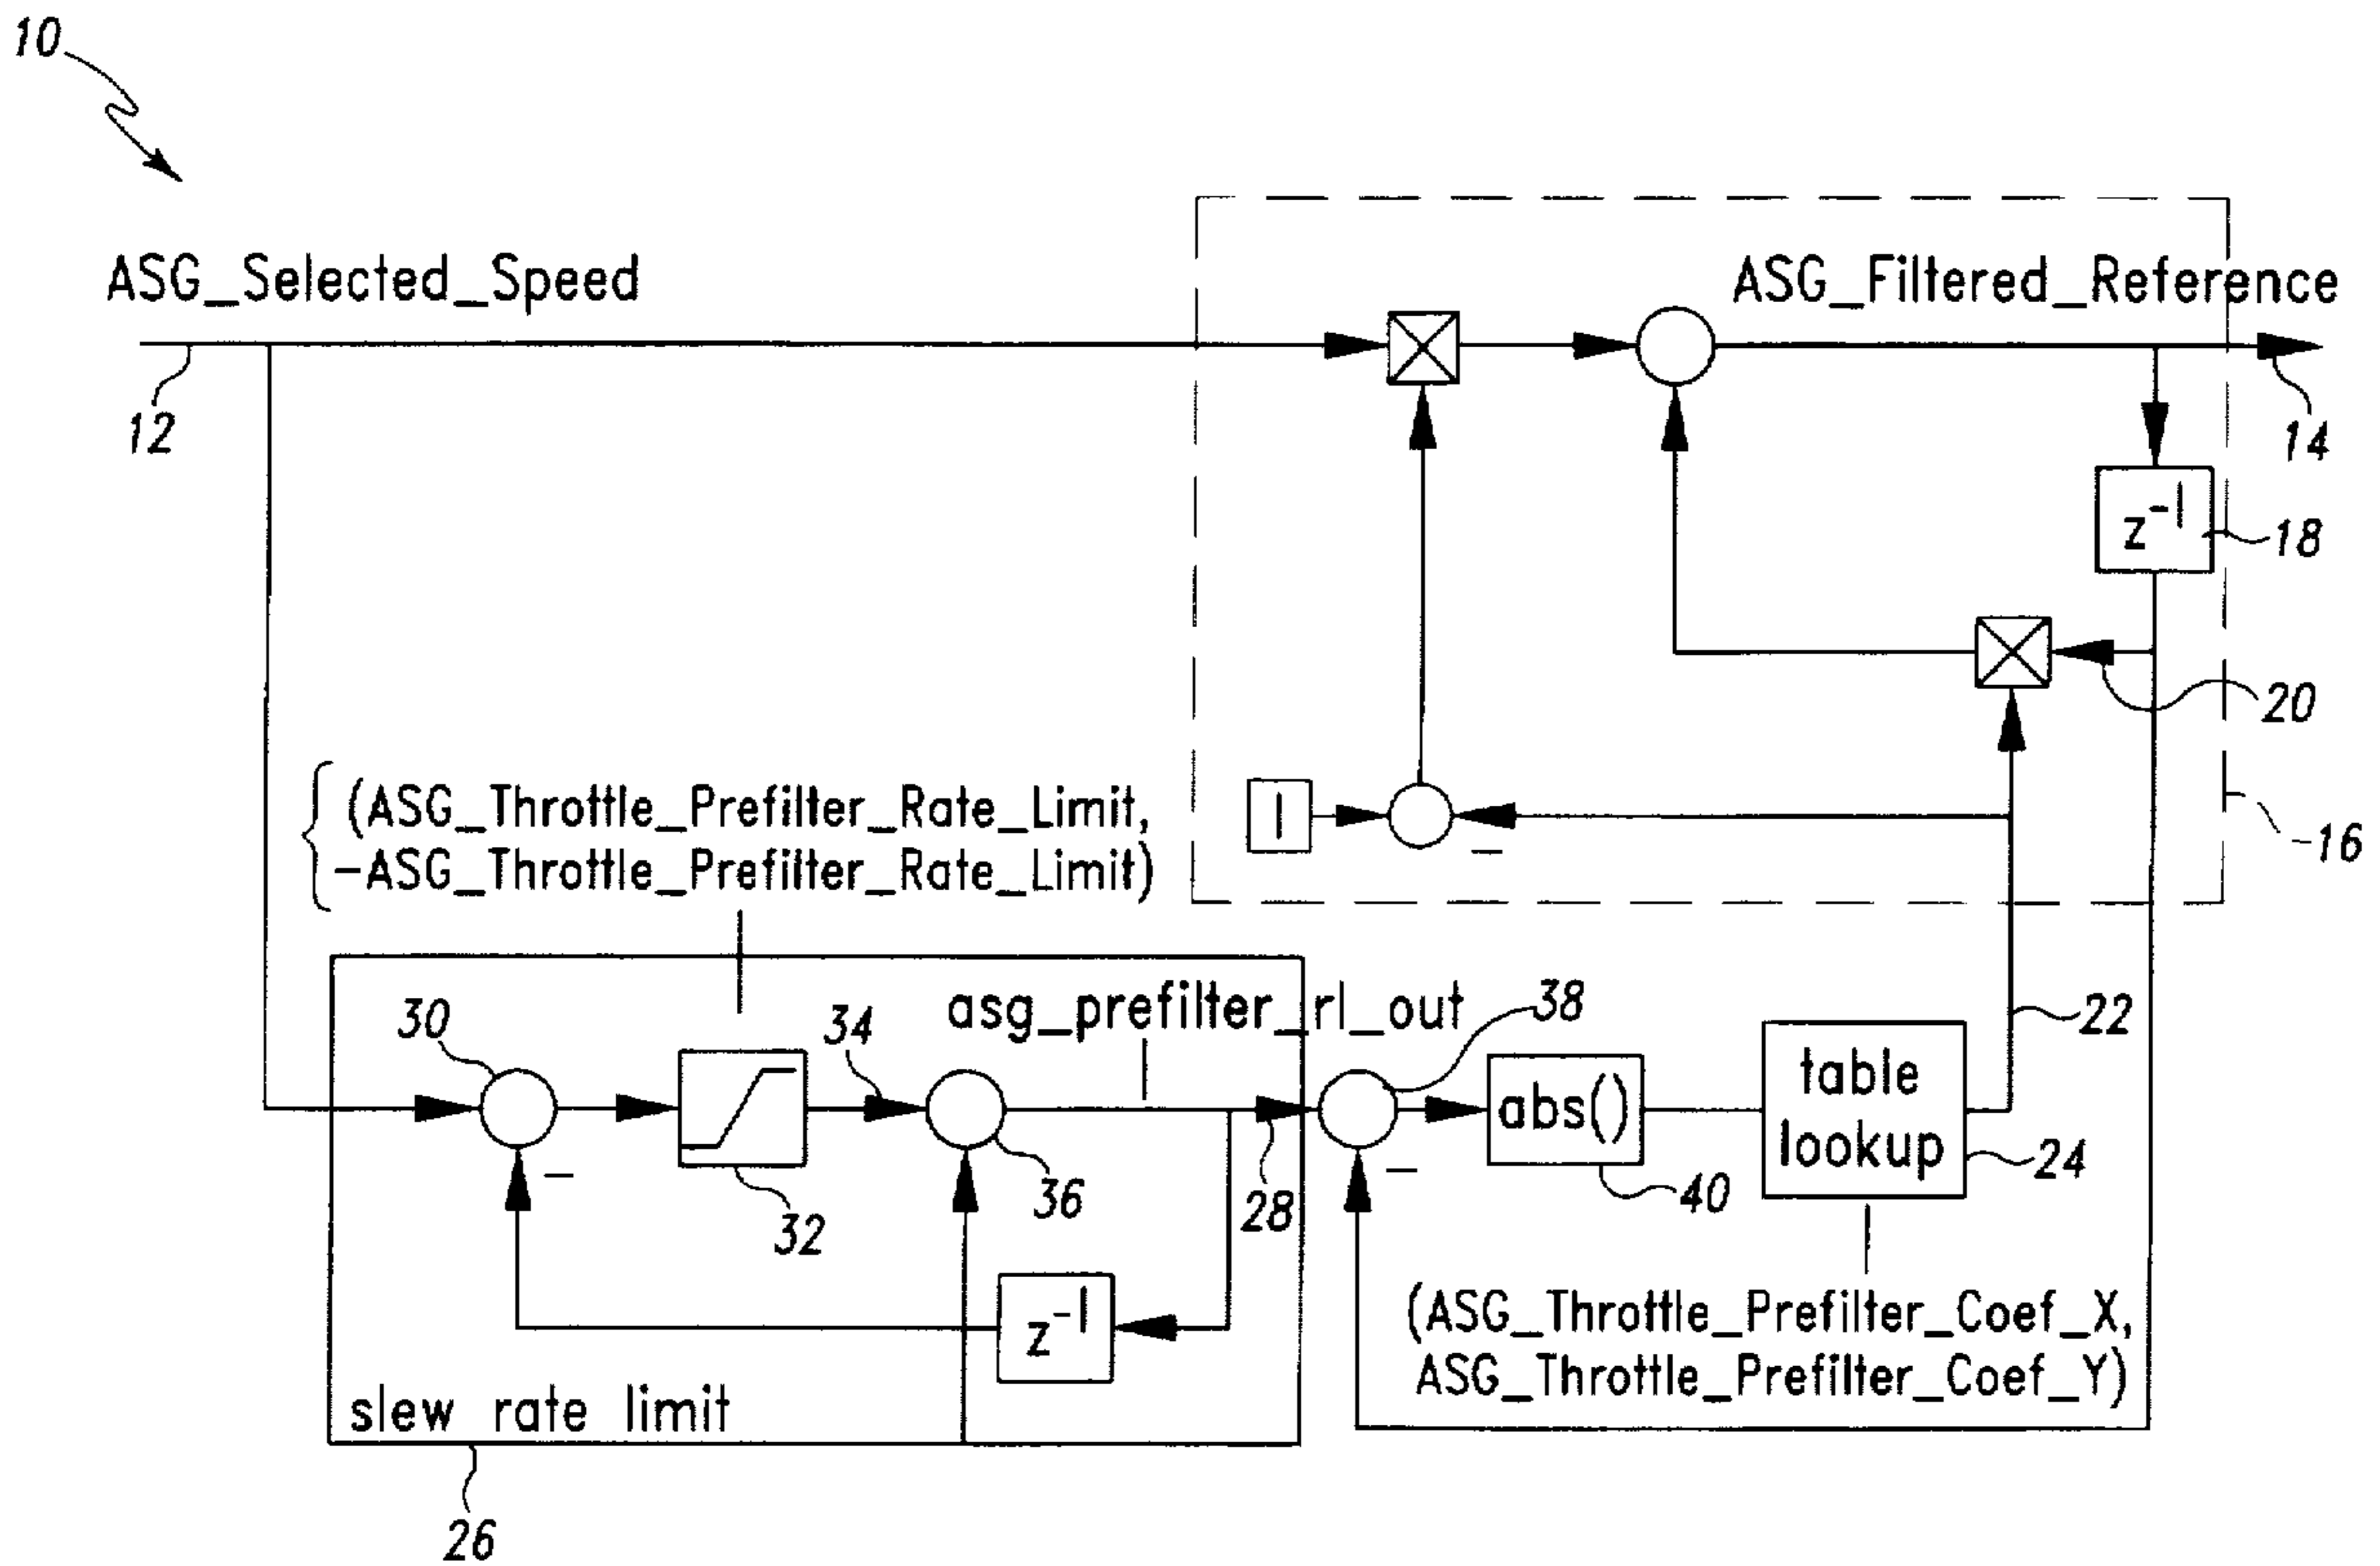 10
ASG_Selected_Speed
ASG_Filtered_Reference
12
14
z^-1
18
20
(ASG_Throttle_Prefilter_Rate_Limit,
-ASG_Throttle_Prefilter_Rate_Limit)
1
-
16
30
34
asg_prefilter_rl_out
38
22
abs()
table
lookup
-
-
24
32
36
28
40
z^-1
(ASG_Throttle_Prefilter_Coef_X,
ASG_Throttle_Prefilter_Coef_Y)
slew rate limit
26